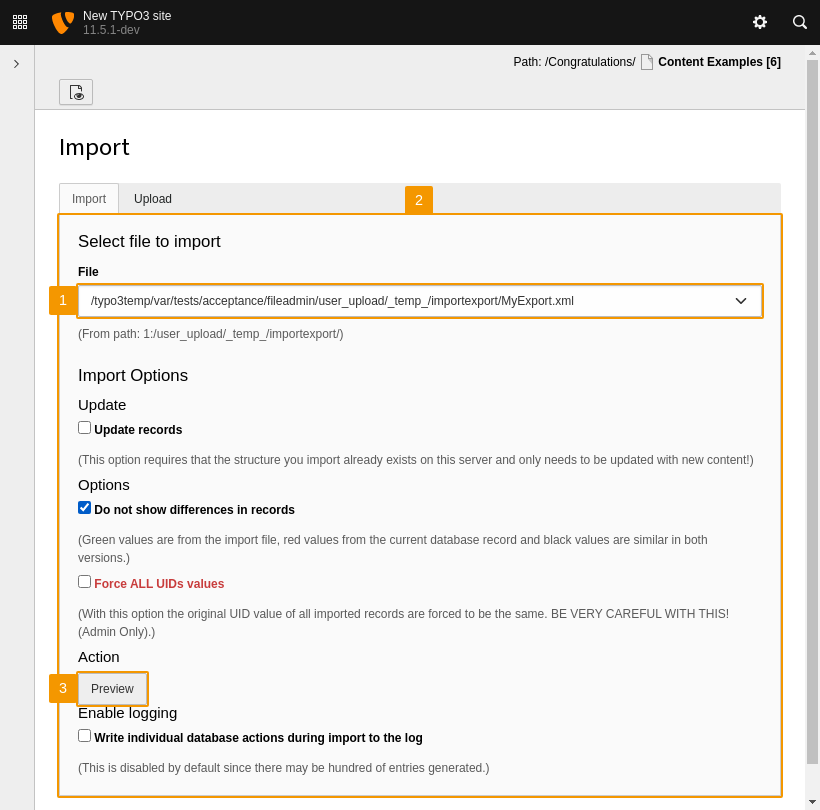 New TYPO3 site
11.5.1-dev
Path: /Congratulations/ Content Examples [6]
Import
Import Upload
2
Select file to import
File
1
/typo3temp/var/tests/acceptance/fileadmin/user_upload/_temp_/importexport/MyExport.xml
(From path: 1:/user_upload/_temp_/importexport/)
Import Options
Update
Update records
(This option requires that the structure you import already exists on this server and only needs to be updated with new content!)
Options
Do not show differences in records
(Green values are from the import file, red values from the current database record and black values are similar in both
versions.)
Force ALL UIDs values
(With this option the original UID value of all imported records are forced to be the same. BE VERY CAREFUL WITH THIS!
(Admin Only).)
Action
3
Preview
Enable logging
Write individual database actions during import to the log
(This is disabled by default since there may be hundred of entries generated.)